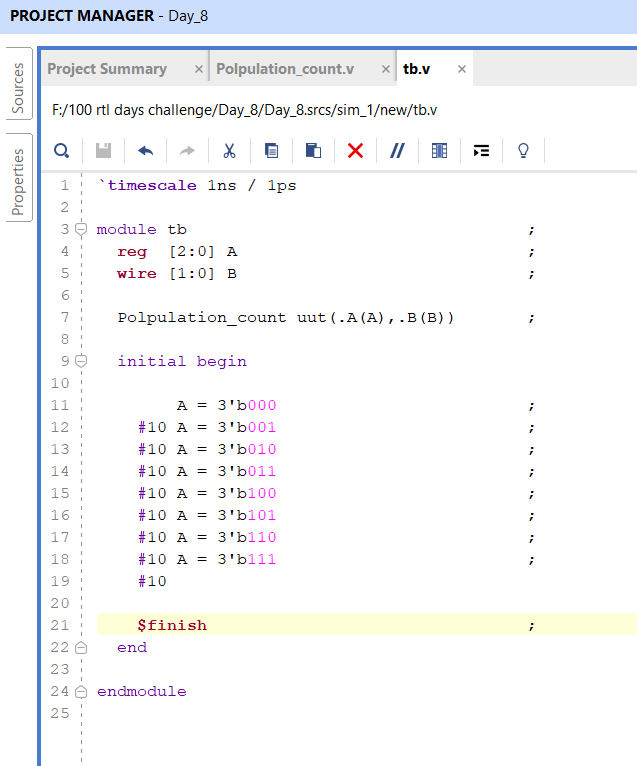 PROJECT MANAGER - Day_8
Sources
Properties
Project Summary × Polpulation_count.v × tb.v ×
F:/100 rtl days challenge/Day_8/Day_8.srcs/sim_1/new/tb.v
1 `timescale 1ns / 1ps
2
3 module tb ;
4 reg [2:0] A ;
5 wire [1:0] B ;
6
7 Polpulation_count uut(.A(A),.B(B)) ;
8
9 initial begin
10
11 A = 3'b000 ;
12 #10 A = 3'b001 ;
13 #10 A = 3'b010 ;
14 #10 A = 3'b011 ;
15 #10 A = 3'b100 ;
16 #10 A = 3'b101 ;
17 #10 A = 3'b110 ;
18 #10 A = 3'b111 ;
19 #10
20
21 $finish ;
22 end
23
24 endmodule
25